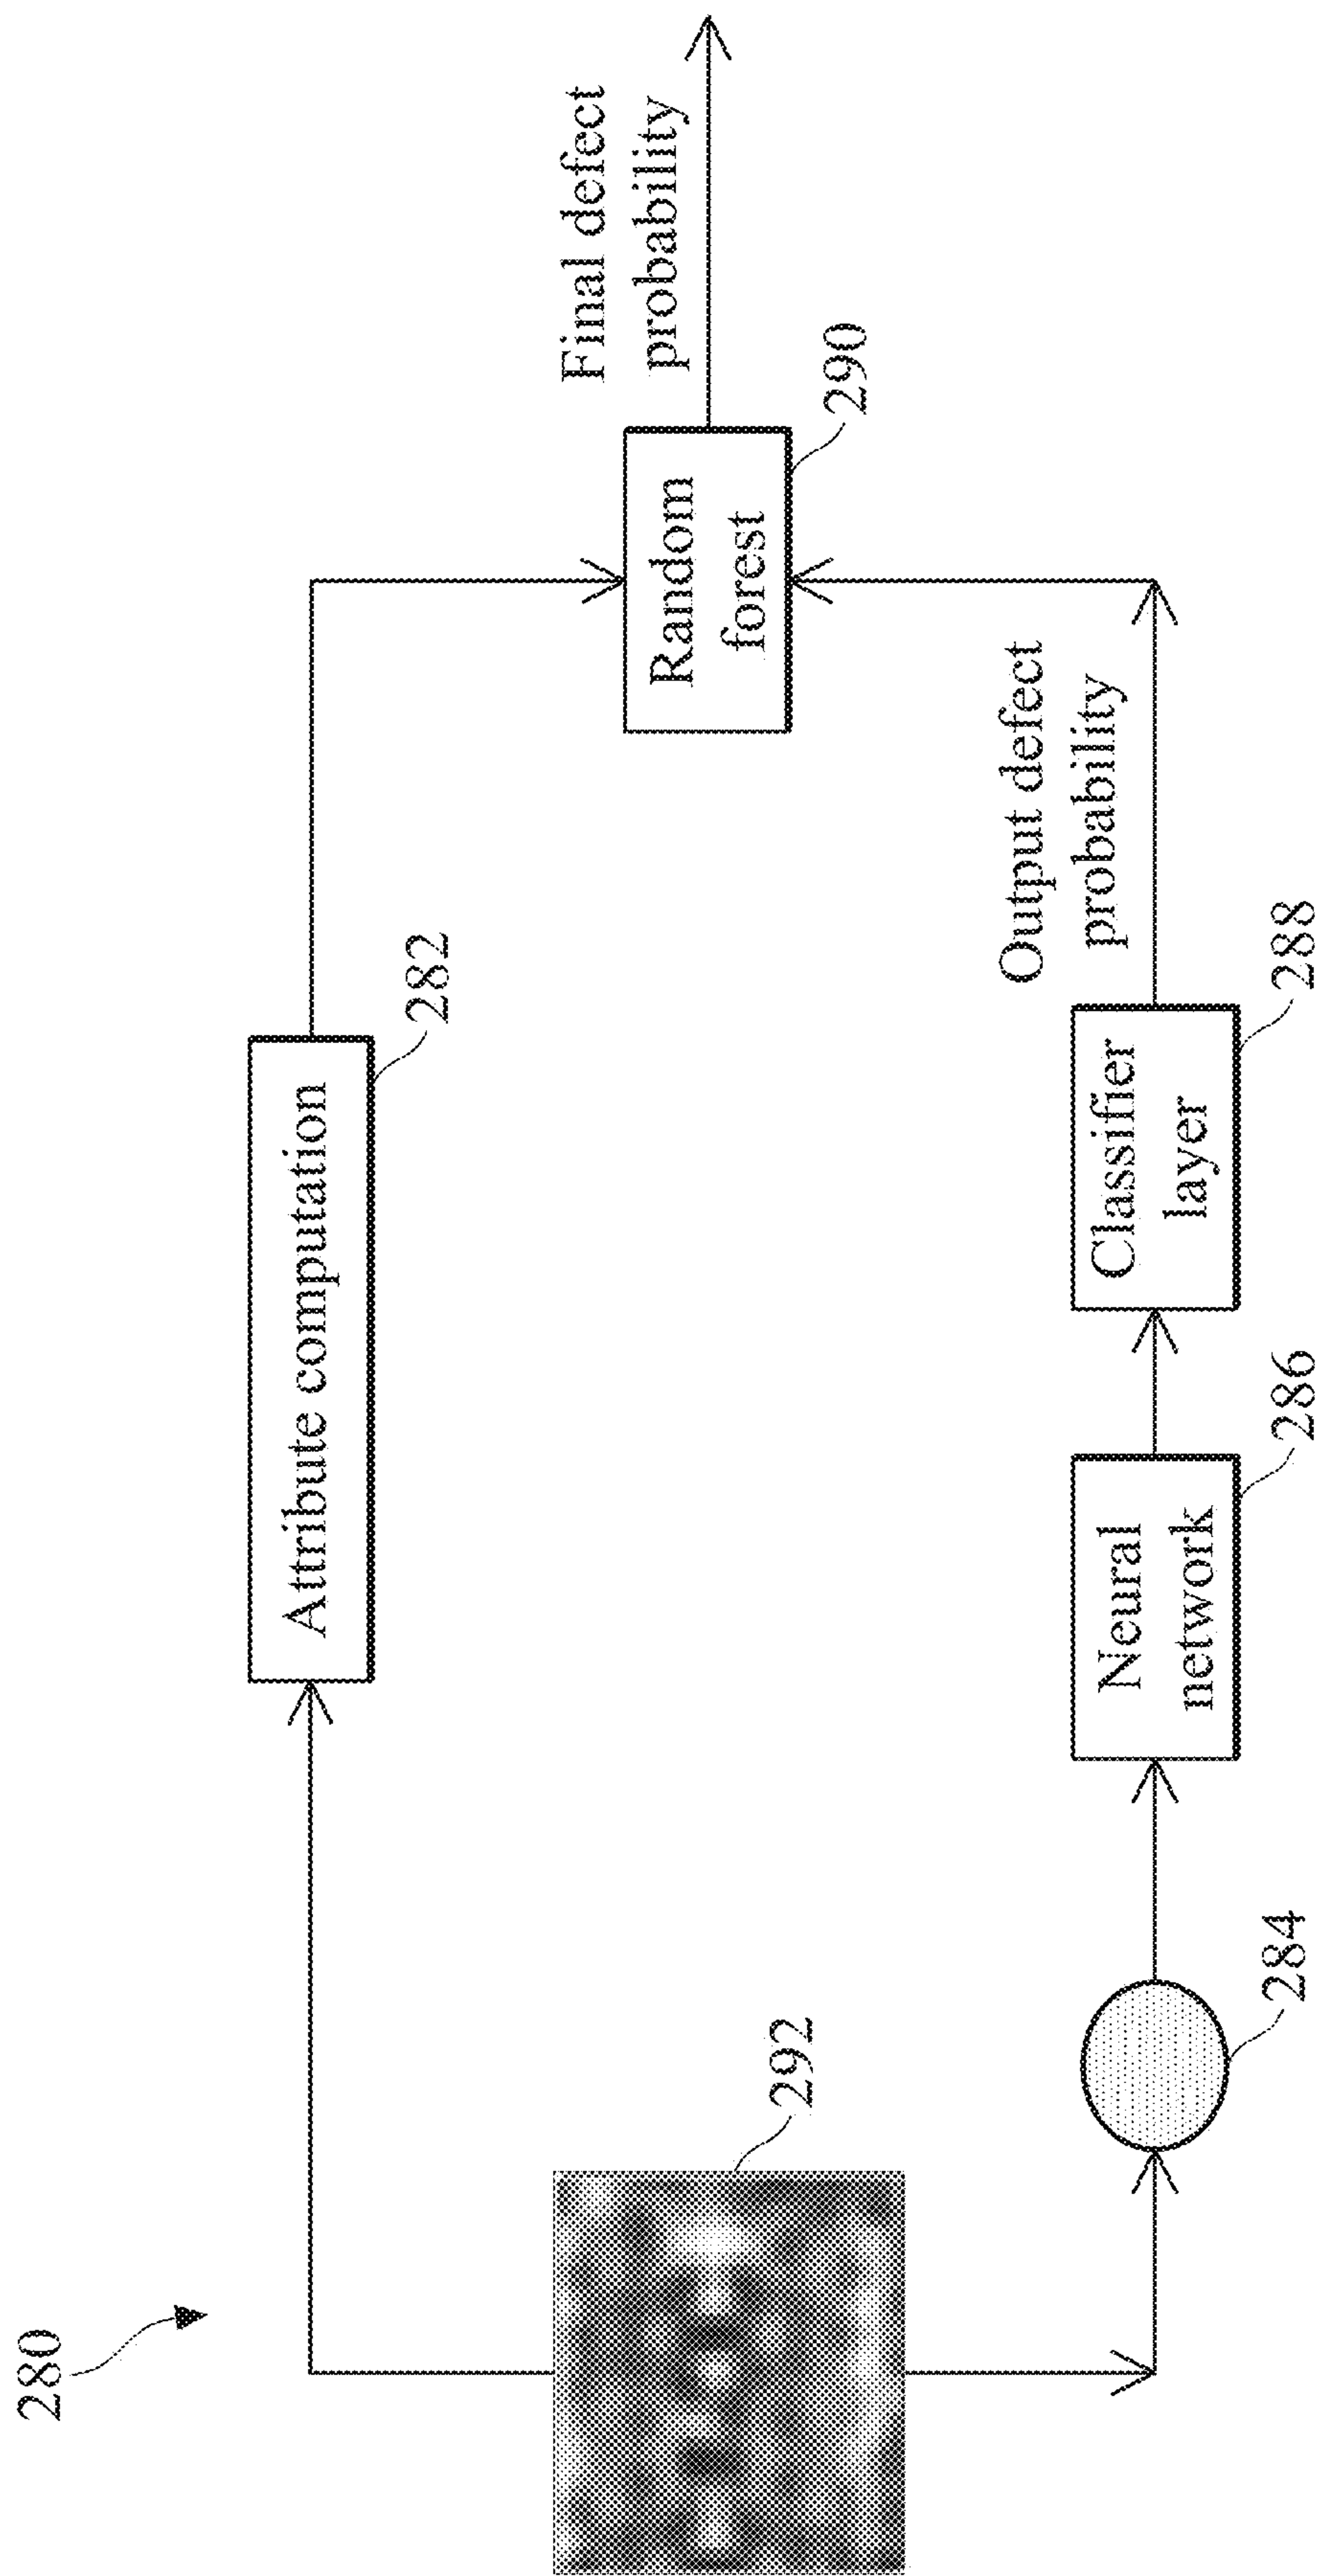 280
292
Attribute computation
282
284
Neural
network
286
Classifier
layer
288
Output defect
probability
Random
forest
290
Final defect
probability